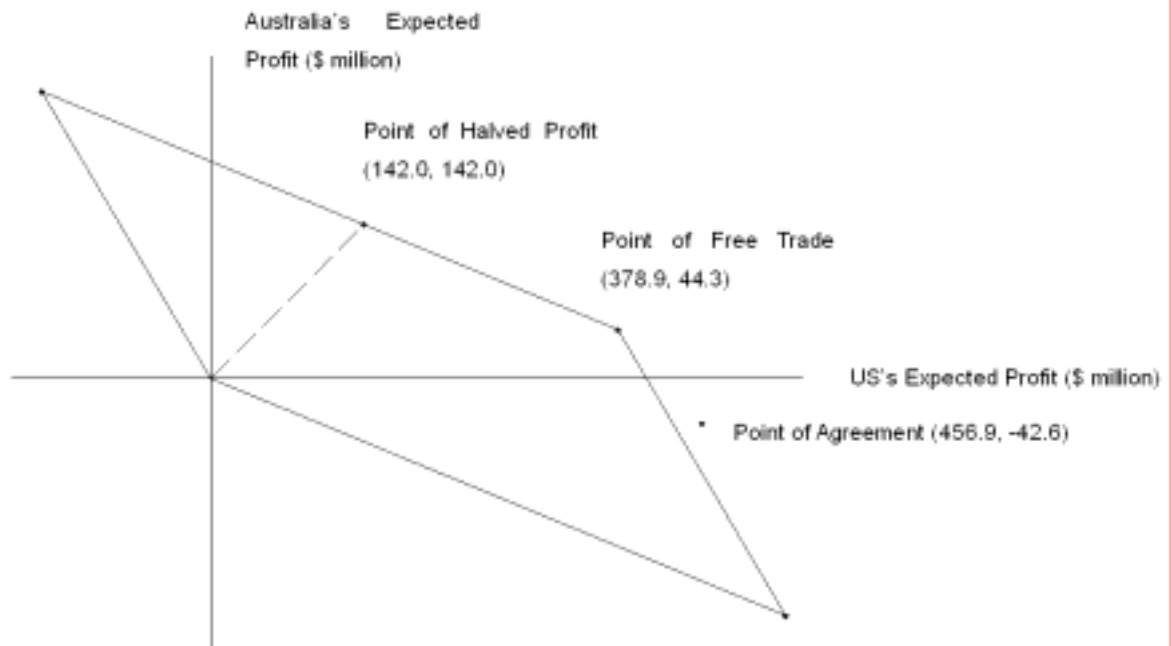 Australia's Expected
Profit ($ million)
Point of Halved Profit
(142.0, 142.0)
Point of Free Trade
(378.9, 44.3)
US's Expected Profit ($ million)
Point of Agreement (456.9, -42.6)